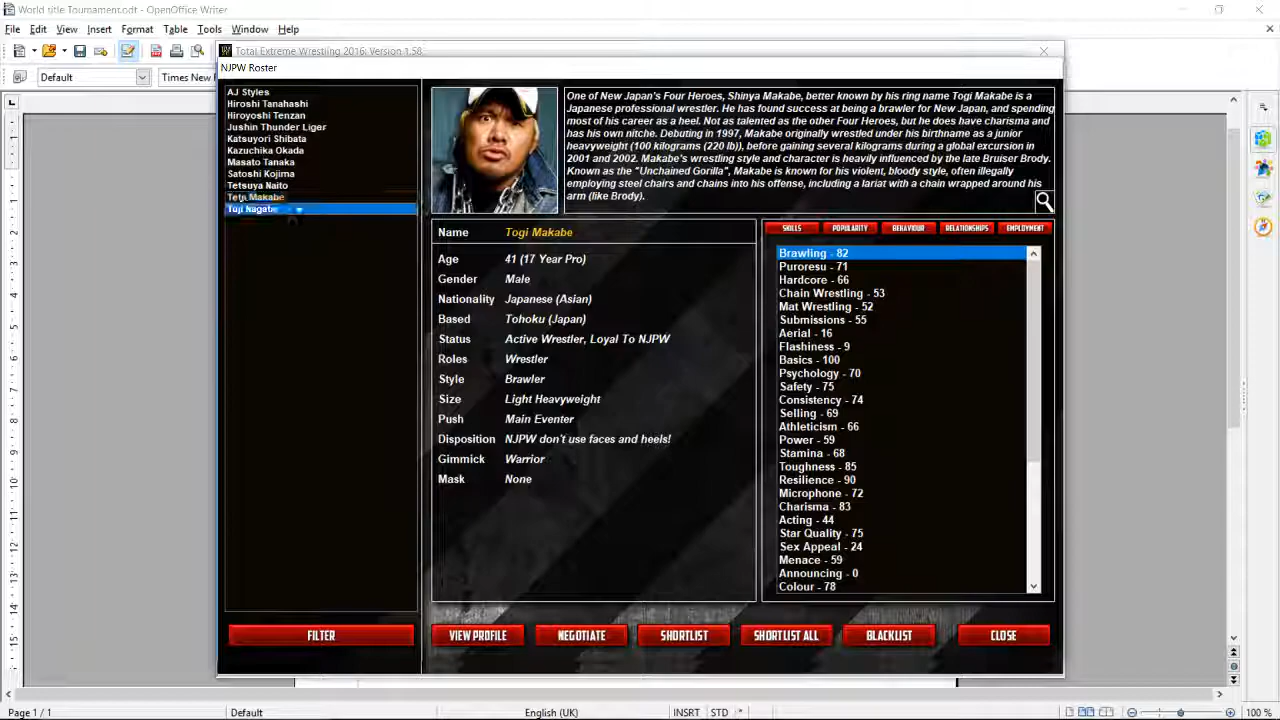 World title Tournament.odt - OpenOffice Writer
File Edit View Insert Format Table Tools Window Help
Default Times New
Total Extreme Wrestling 2016, Version 1.58
NJPW Roster
AJ Styles
Hiroshi Tanahashi
Hiroyoshi Tenzan
Jushin Thunder Liger
Katsuyori Shibata
Kazuchika Okada
Masato Tanaka
Satoshi Kojima
Tetsuya Naito
Makabe
Yuji Nagata
FILTER
One of New Japan's Four Heroes, Shinya Makabe, better known by his ring name Togi Makabe is a
Japanese professional wrestler. He has found success at being a brawler for New Japan, and spending
most of his career as a heel. Not as talented as the other Four Heroes, but he does have charisma and
has his own nitche. Debuting in 1997, Makabe originally wrestled under his birthname as a junior
heavyweight (100 kilograms (220 lb)), before gaining several kilograms during a global excursion in
2001 and 2002. Makabe's wrestling style and character is heavily influenced by the late Bruiser Brody.
Known as the "Unchained Gorilla", Makabe is known for his violent, bloody style, often illegally
employing steel chairs and chains into his offense, including a lariat with a chain wrapped around his
arm (like Brody).
Name Togi Makabe
Age 41 (17 Year Pro)
Gender Male
Nationality Japanese (Asian)
Based Tohoku (Japan)
Status Active Wrestler, Loyal To NJPW
Roles Wrestler
Style Brawler
Size Light Heavyweight
Push Main Eventer
Disposition NJPW don't use faces and heels!
Gimmick Warrior
Mask None
SKILLS POPULARITY BEHAVIOUR RELATIONSHIPS EMPLOYMENT
Brawling - 82
Puroresu - 71
Hardcore - 66
Chain Wrestling - 53
Mat Wrestling - 52
Submissions - 55
Aerial - 16
Flashiness - 9
Basics - 100
Psychology - 70
Safety - 75
Consistency - 74
Selling - 69
Athleticism - 66
Power - 59
Stamina - 68
Toughness - 85
Resilience - 90
Microphone - 72
Charisma - 83
Acting - 44
Star Quality - 75
Sex Appeal - 24
Menace - 59
Announcing - 0
Colour - 78
VIEW PROFILE NEGOTIATE SHORTLIST SHORTLIST ALL BLACKLIST CLOSE
Page 1 / 1 Default English (UK) INSRT STD * 100 %